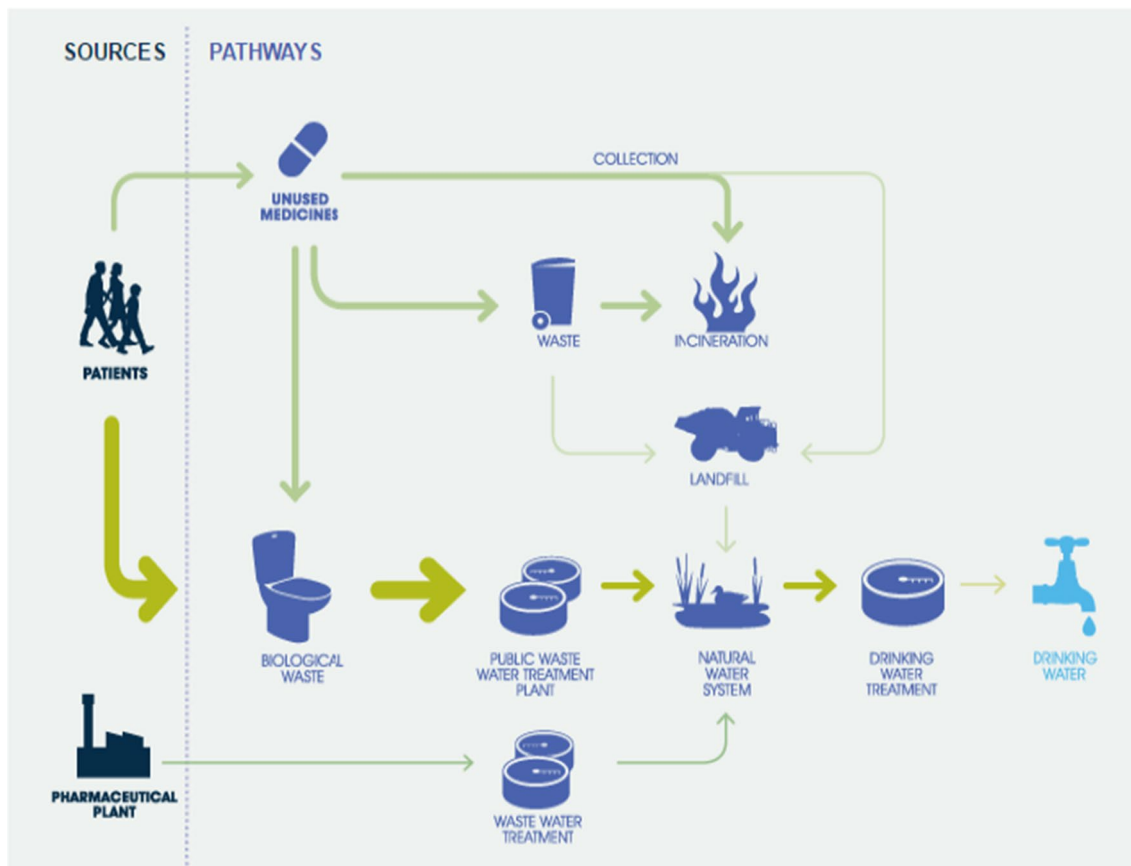 SOURCES
PATHWAYS
COLLECTION
UNUSED
MEDICINES
PATIENTS
WASTE
INCINERATION
LANDFILL
BIOLOGICAL
WASTE
PUBLIC WASTE
WATER TREATMENT
PLANT
NATURAL
WATER
SYSTEM
DRINKING
WATER
TREATMENT
DRINKING
WATER
PHARMACEUTICAL
PLANT
WASTE WATER
TREATMENT